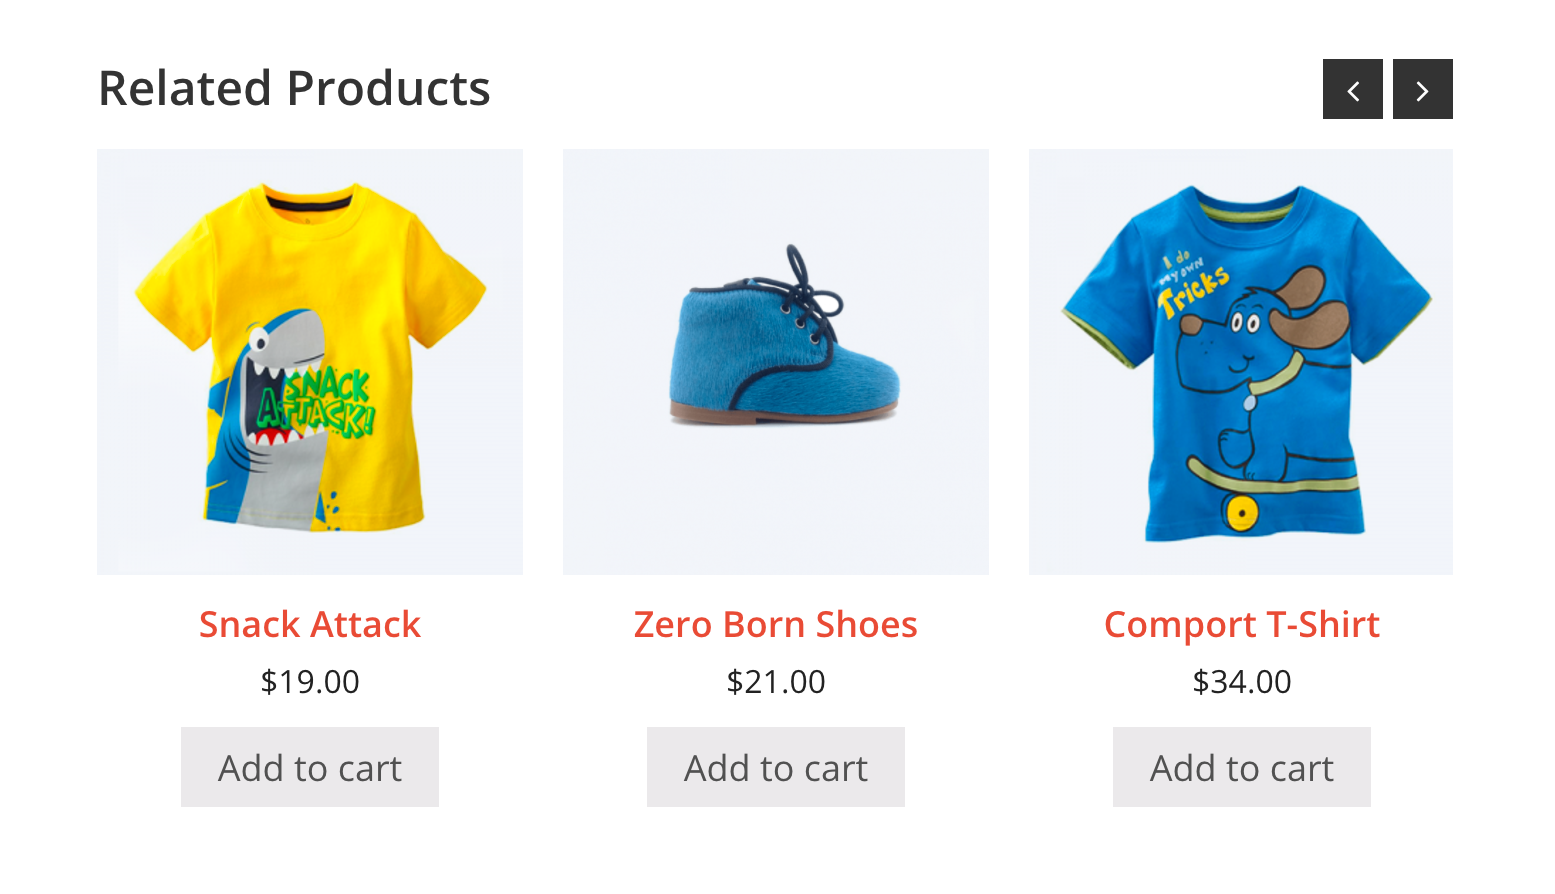 Related Products
SNACK
ATTACK!
I do
my own
Tricks
Snack Attack
Zero Born Shoes
Comport T-Shirt
$19.00
$21.00
$34.00
Add to cart
Add to cart
Add to cart